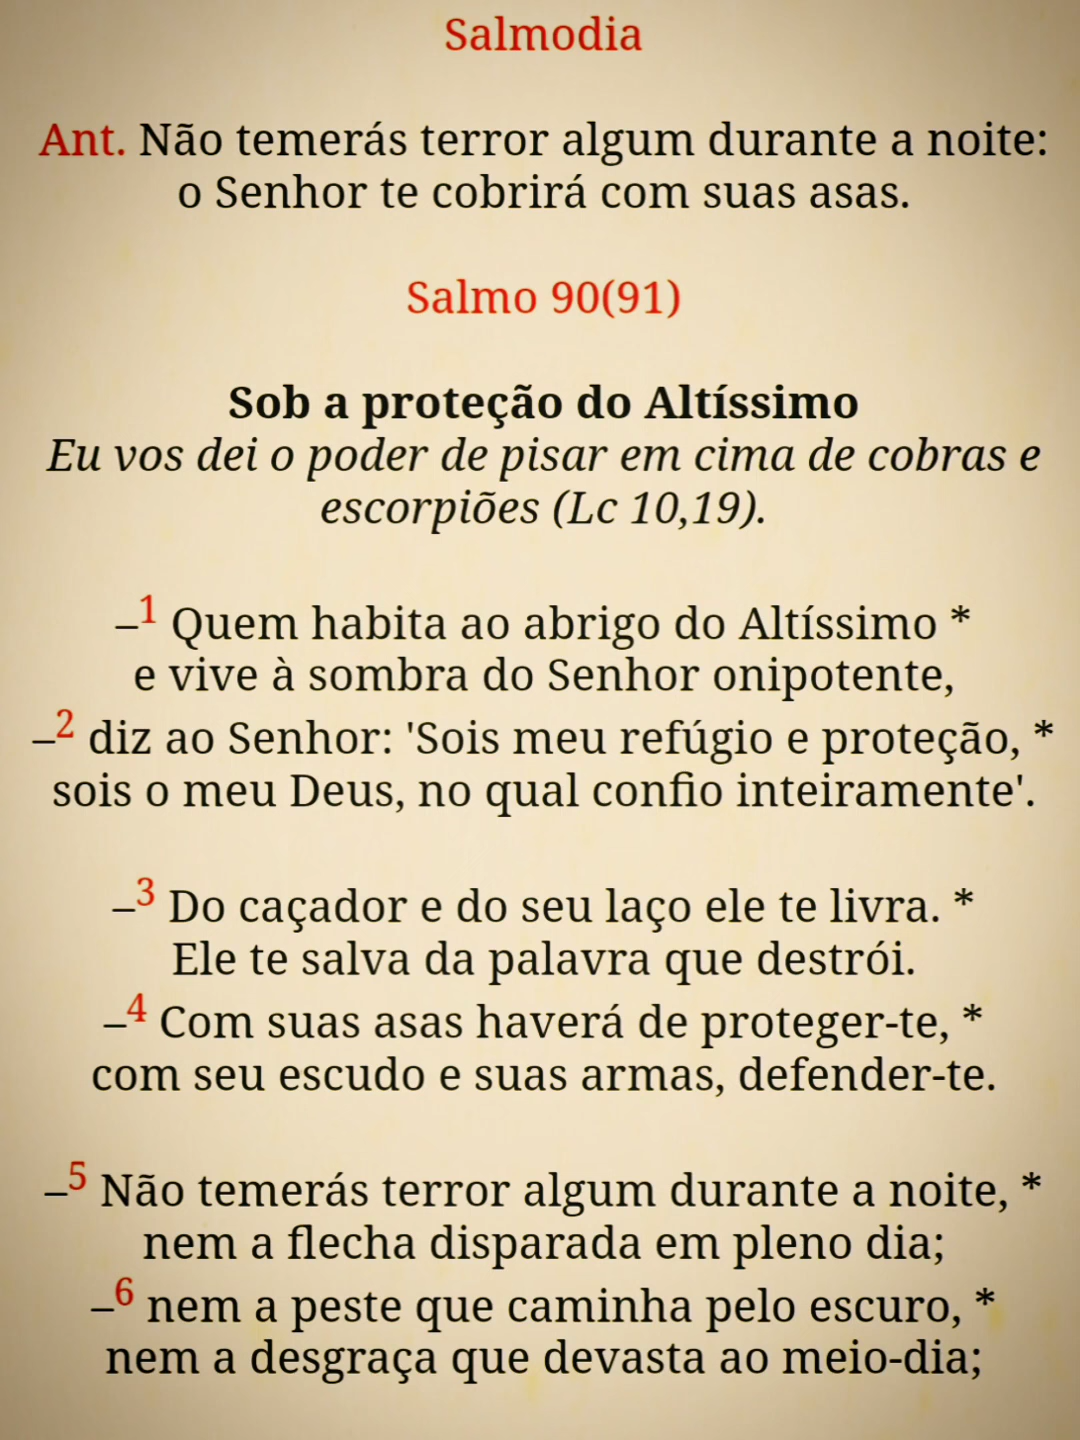 Salmodia
Ant. Não temerás terror algum durante a noite:
o Senhor te cobrirá com suas asas.
Salmo 90(91)
Sob a proteção do Altíssimo
Eu vos dei o poder de pisar em cima de cobras e
escorpiões (Lc 10,19).
–1 Quem habita ao abrigo do Altíssimo *
e vive à sombra do Senhor onipotente,
–2 diz ao Senhor: 'Sois meu refúgio e proteção, *
sois o meu Deus, no qual confio inteiramente'.
–3 Do caçador e do seu laço ele te livra. *
Ele te salva da palavra que destrói.
–4 Com suas asas haverá de proteger-te, *
com seu escudo e suas armas, defender-te.
–5 Não temerás terror algum durante a noite, *
nem a flecha disparada em pleno dia;
–6 nem a peste que caminha pelo escuro, *
nem a desgraça que devasta ao meio-dia;